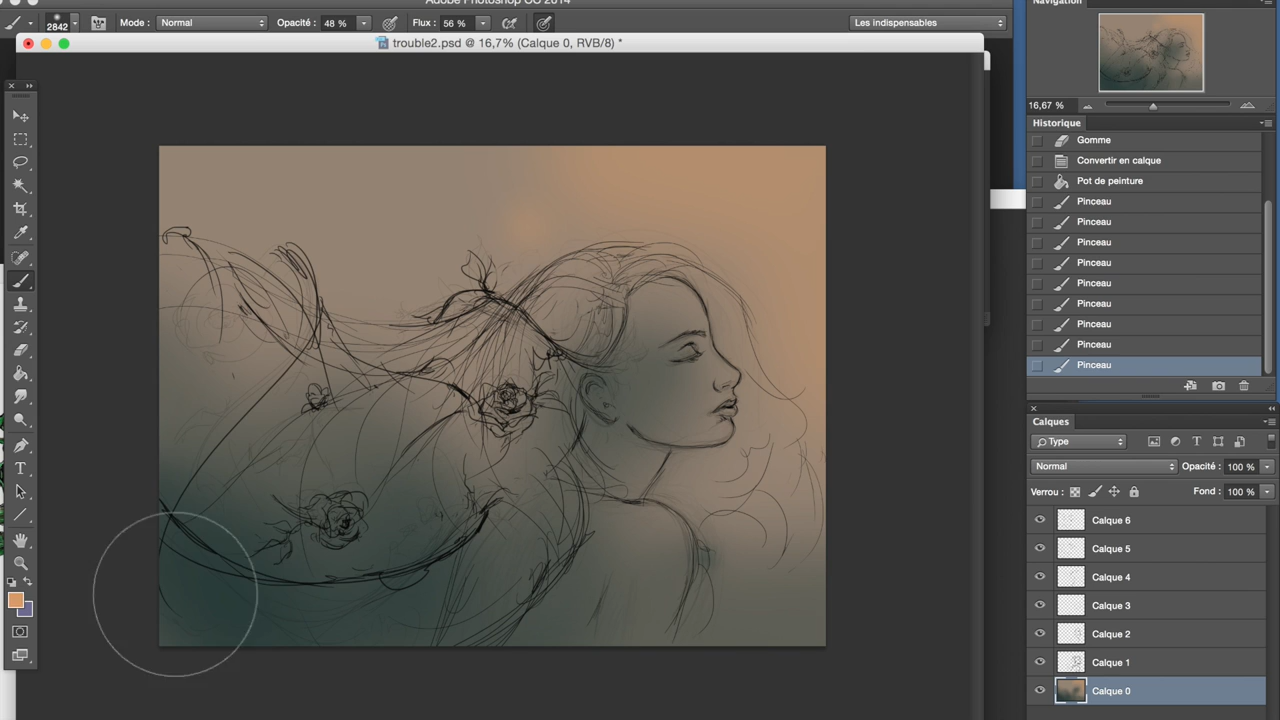 Adobe Photoshop CC 2014
Navigation
2842
Mode : Normal
Opacité : 48 %
Flux : 56 %
Les indispensables
trouble2.psd @ 16,7% (Calque 0, RVB/8) *
16,67 %
Historique
Gomme
Convertir en calque
Pot de peinture
Pinceau
Pinceau
Pinceau
Pinceau
Pinceau
Pinceau
Pinceau
Pinceau
Pinceau
Calques
Type
Normal
Opacité : 100 %
Verrou :
Fond : 100 %
Calque 6
Calque 5
Calque 4
Calque 3
Calque 2
Calque 1
Calque 0